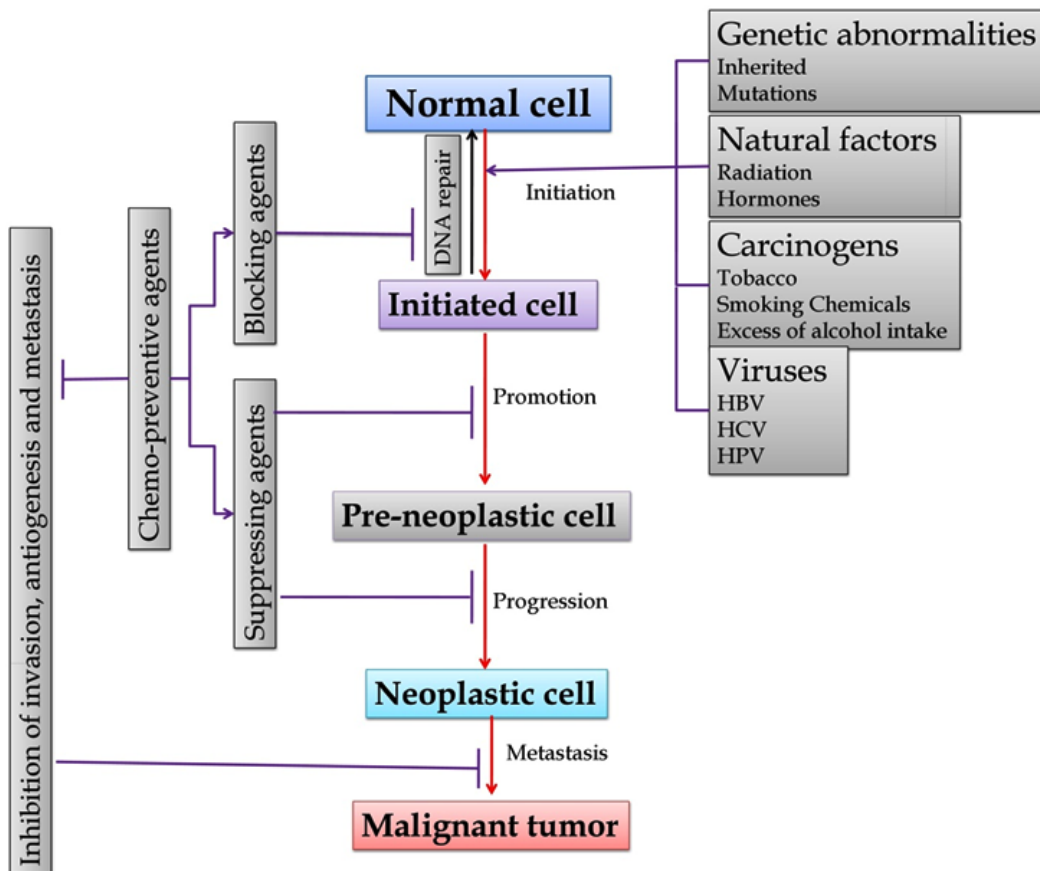 Genetic abnormalities
Inherited
Mutations
Normal cell
Natural factors
Radiation
Hormones
Initiation
DNA repair
Blocking agents
Carcinogens
Tobacco
Smoking Chemicals
Excess of alcohol intake
Initiated cell
Viruses
HBV
HCV
HPV
Chemo-preventive agents
Inhibition of invasion, antiogenesis and metastasis
Promotion
Suppressing agents
Pre-neoplastic cell
Progression
Neoplastic cell
Metastasis
Malignant tumor